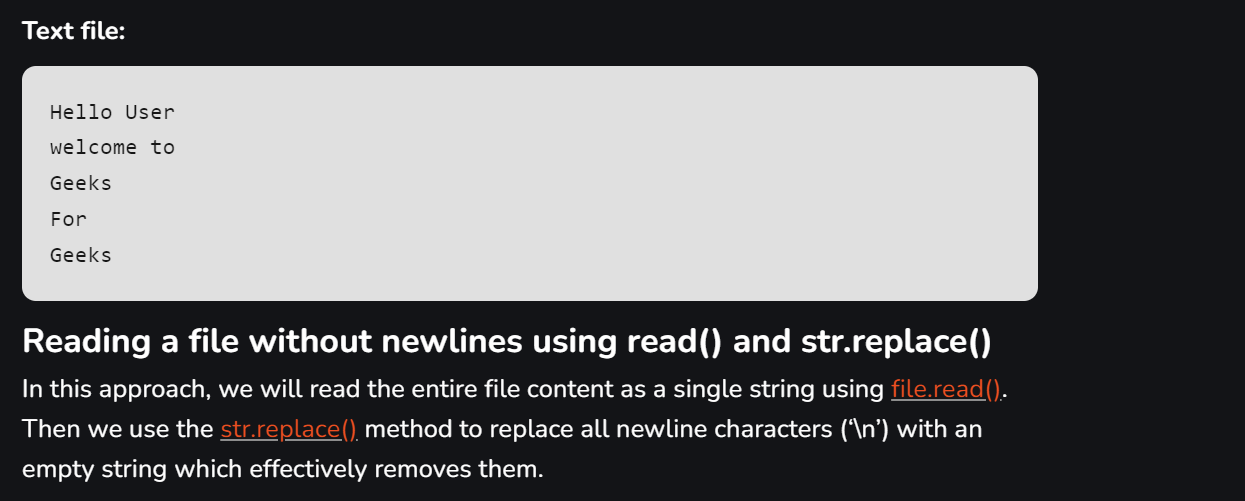 Text file:
Hello User
welcome to
Geeks
For
Geeks
Reading a file without newlines using read() and str.replace()
In this approach, we will read the entire file content as a single string using file.read().
Then we use the str.replace() method to replace all newline characters (‘\n’) with an
empty string which effectively removes them.